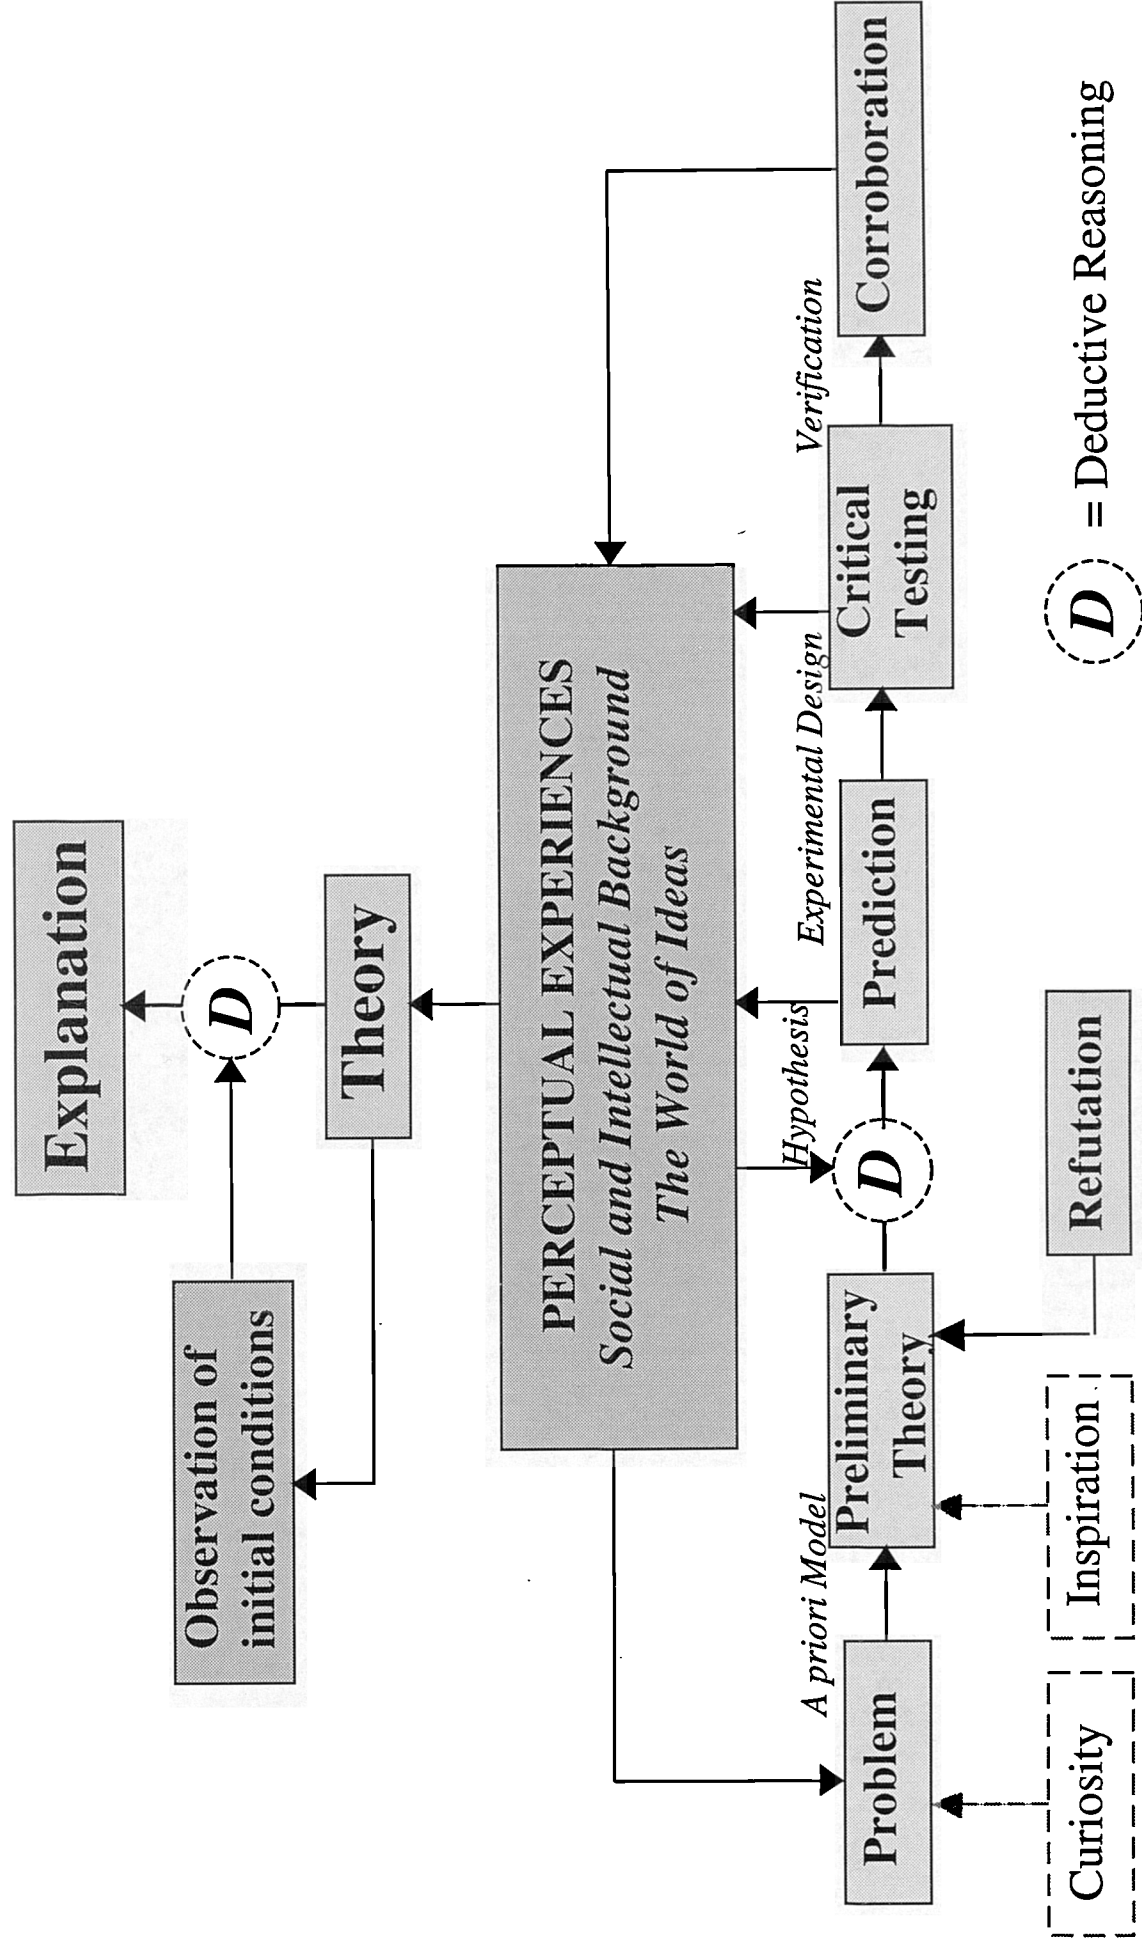 Explanation
D
Observation of
initial conditions
Theory
PERCEPTUAL EXPERIENCES
Social and Intellectual Background
The World of Ideas
A priori Model
Hypothesis
Experimental Design
Verification
Problem
Preliminary
Theory
D
Prediction
Critical
Testing
Corroboration
Curiosity
Inspiration
Refutation
D = Deductive Reasoning